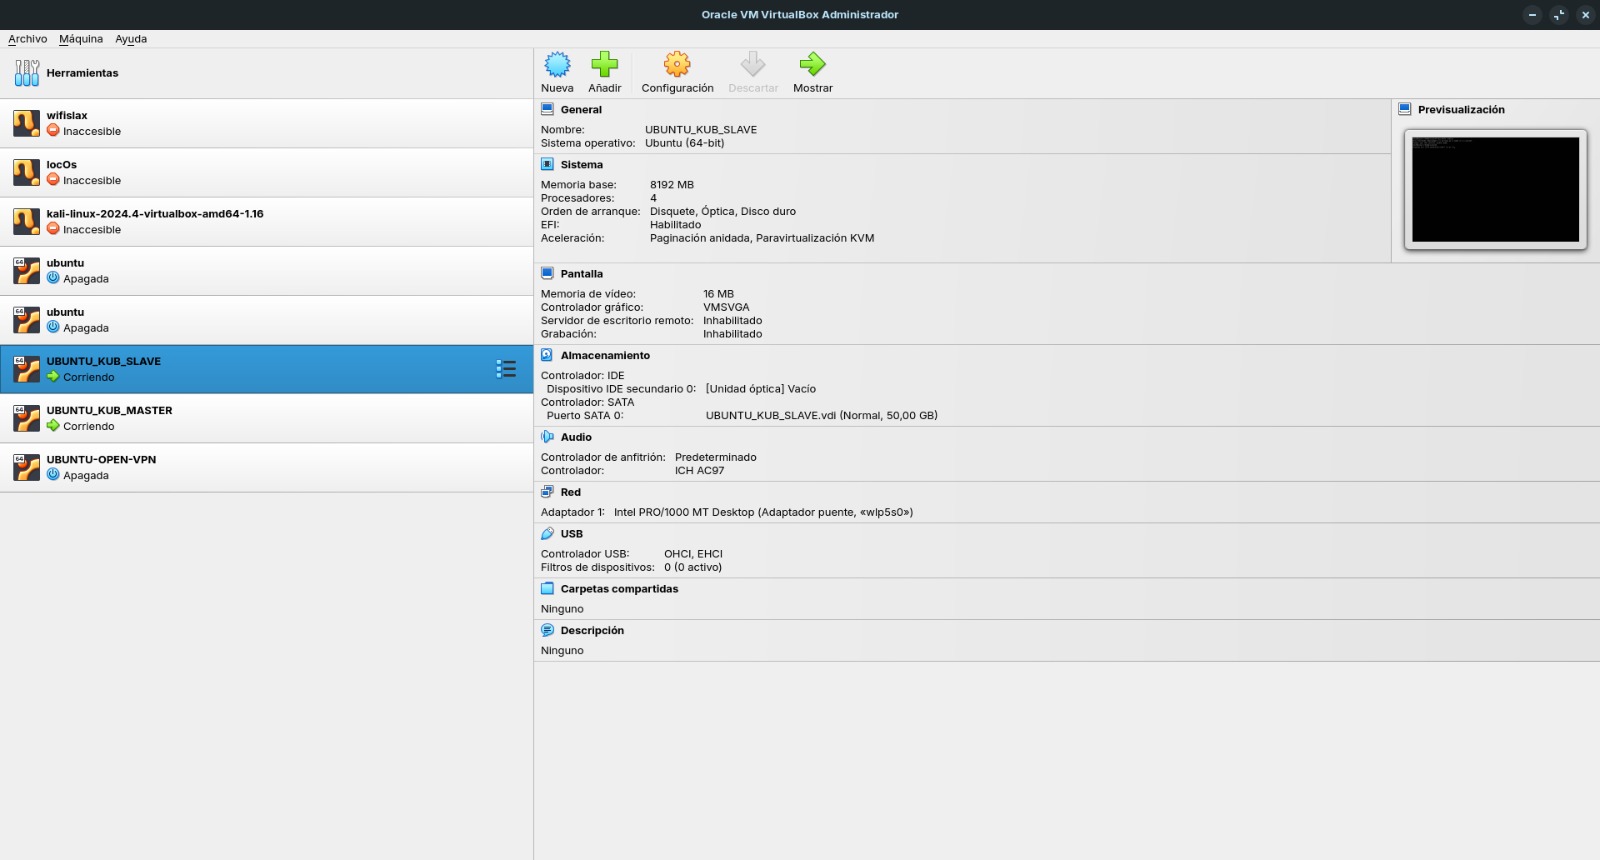 Oracle VM VirtualBox Administrador
Archivo Máquina Ayuda
Herramientas
wifislax
Inaccesible
locOs
Inaccesible
kali-linux-2024.4-virtualbox-amd64-1.16
Inaccesible
64
ubuntu
Apagada
64
ubuntu
Apagada
64
UBUNTU_KUB_SLAVE
Corriendo
64
UBUNTU_KUB_MASTER
Corriendo
64
UBUNTU-OPEN-VPN
Apagada
Nueva Añadir Configuración Descartar Mostrar
General
Nombre: UBUNTU_KUB_SLAVE
Sistema operativo: Ubuntu (64-bit)
Sistema
Memoria base: 8192 MB
Procesadores: 4
Orden de arranque: Disquete, Óptica, Disco duro
EFI: Habilitado
Aceleración: Paginación anidada, Paravirtualización KVM
Previsualización
Pantalla
Memoria de vídeo: 16 MB
Controlador gráfico: VMSVGA
Servidor de escritorio remoto: Inhabilitado
Grabación: Inhabilitado
Almacenamiento
Controlador: IDE
Dispositivo IDE secundario 0: [Unidad óptica] Vacío
Controlador: SATA
Puerto SATA 0: UBUNTU_KUB_SLAVE.vdi (Normal, 50,00 GB)
Audio
Controlador de anfitrión: Predeterminado
Controlador: ICH AC97
Red
Adaptador 1: Intel PRO/1000 MT Desktop (Adaptador puente, «wlp5s0»)
USB
Controlador USB: OHCI, EHCI
Filtros de dispositivos: 0 (0 activo)
Carpetas compartidas
Ninguno
Descripción
Ninguno